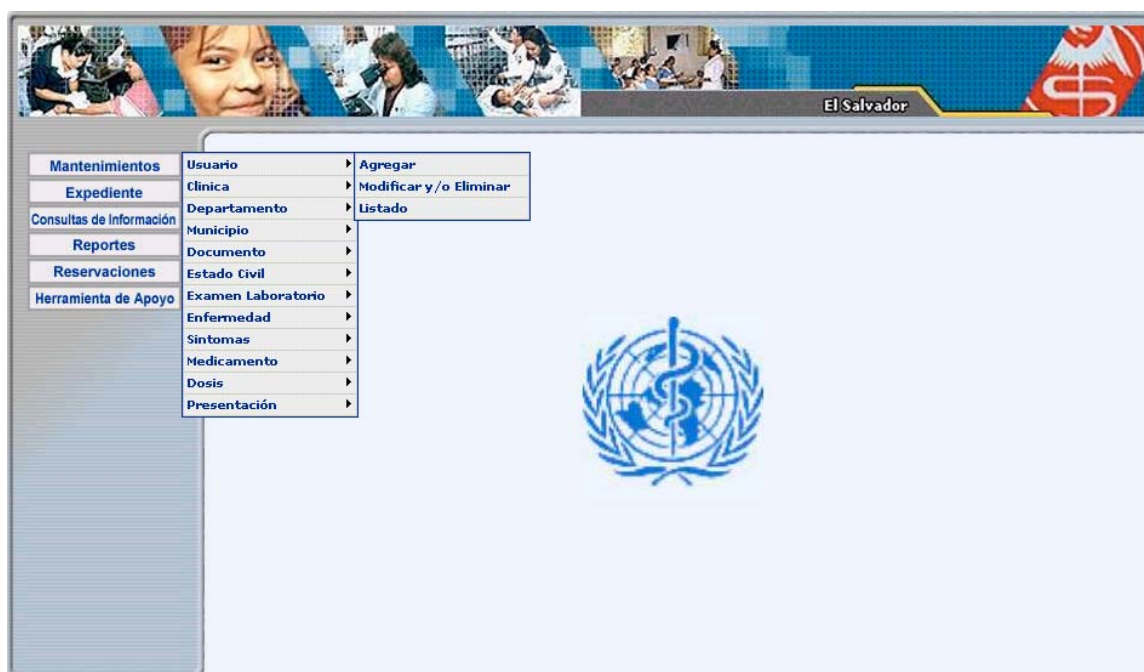 El Salvador
Mantenimientos
Expediente
Consultas de Información
Reportes
Reservaciones
Herramienta de Apoyo
Usuario
Clinica
Departamento
Municipio
Documento
Estado Civil
Examen Laboratorio
Enfermedad
Sintomas
Medicamento
Dosis
Presentación
Agregar
Modificar y/o Eliminar
Listado